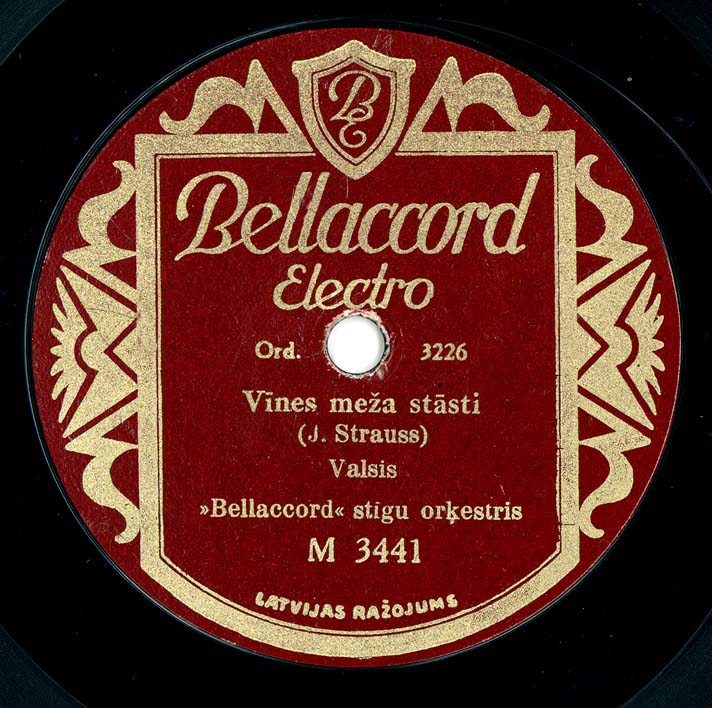 BE
Bellaccord
Electro
Ord. 3226
Vīnes meža stāsti
(J. Strauss)
Valsis
»Bellaccord« stīgu orķestris
M 3441
LATVIJAS RAŽOJUMS